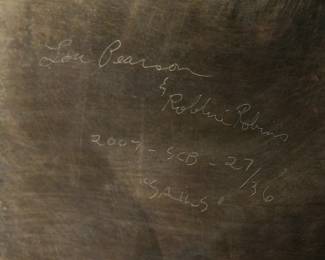 Lou Pearson
&
Robbie Robins
2007 - SCB - 27/36
"SAILS"